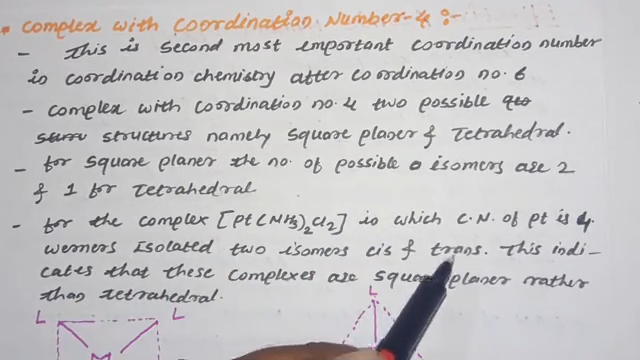 • Complex with Coordination Number-4 :-
- This is second most important coordination number
in coordination chemistry after coordination no. 6
- complex with coordination no. 4 two possible
structures namely square planer & Tetrahedral.
- for square planer the no. of possible isomers are 2
& 1 for Tetrahedral
- for the complex [Pt(NH3)2Cl2] in which C.N. of pt is 4.
werners Isolated two isomers cis & trans. This indi-
cates that these complexes are square planer rather
than tetrahedral.
L L L
M